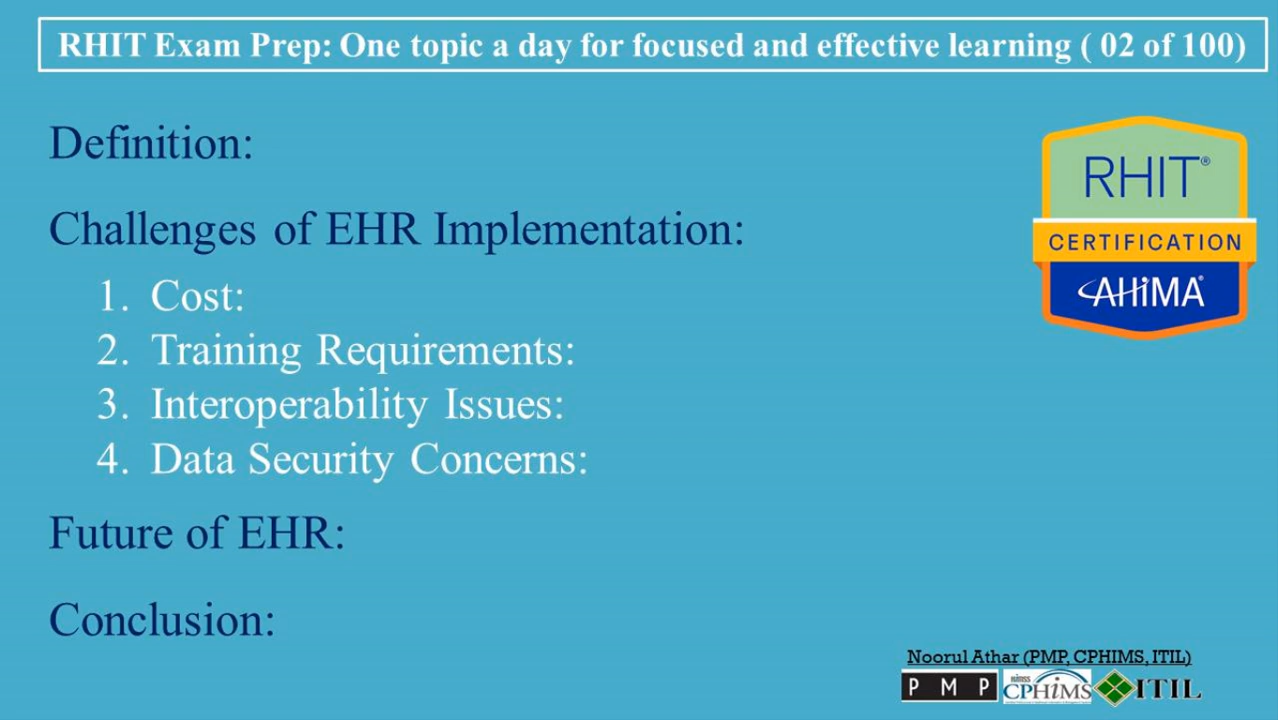 RHIT Exam Prep: One topic a day for focused and effective learning ( 02 of 100)
Definition:
Challenges of EHR Implementation:
1. Cost:
2. Training Requirements:
3. Interoperability Issues:
4. Data Security Concerns:
Future of EHR:
Conclusion:
RHIT®
CERTIFICATION
AHiMA®
Noorul Athar (PMP, CPHIMS, ITIL)
PMP
himss
CPHiMS
ITIL